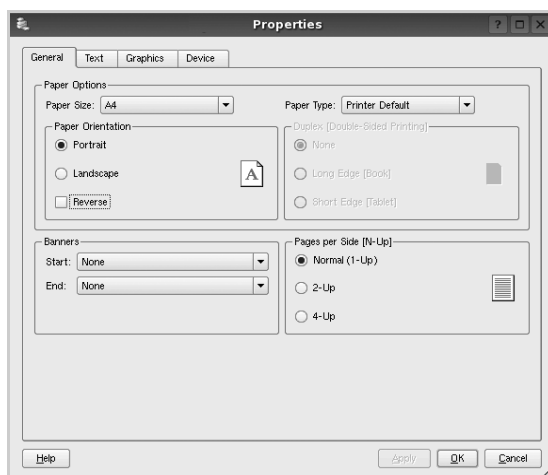 Properties
General Text Graphics Device
Paper Options
Paper Size: A4
Paper Type: Printer Default
Paper Orientation
Portrait
Landscape
Reverse
A
Duplex [Double-Sided Printing]
None
Long Edge [Book]
Short Edge [Tablet]
Banners
Start: None
End: None
Pages per Side [N-Up]
Normal (1-Up)
2-Up
4-Up
Help Apply OK Cancel